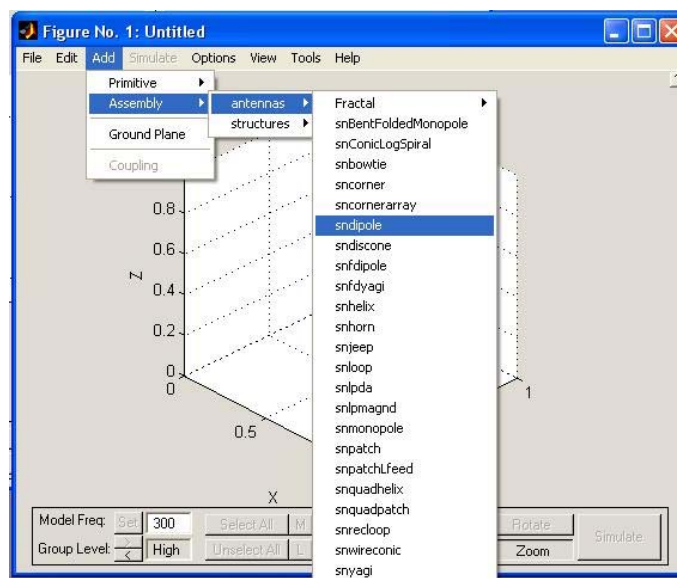 Figure No. 1: Untitled
File Edit Add Simulate Options View Tools Help
Primitive
Assembly
Ground Plane
Coupling
antennas
structures
Fractal
snBentFoldedMonopole
snConicLogSpiral
snbowtie
sncorner
sncornerarray
sndipole
sndiscone
snfdipole
snfdyagi
snhelix
snhorn
snjeep
snloop
snlpda
snlpmagnd
snmonopole
snpatch
snpatchLfeed
snquadhelix
snquadpatch
snrecloop
snwireconic
snyagi
0.8
0.6
Z
0.4
0.2
0
0
0.5
1
X
Model Freq: Set 300 Select All M Rotate
Group Level: > < High Unselect All L Zoom
Simulate